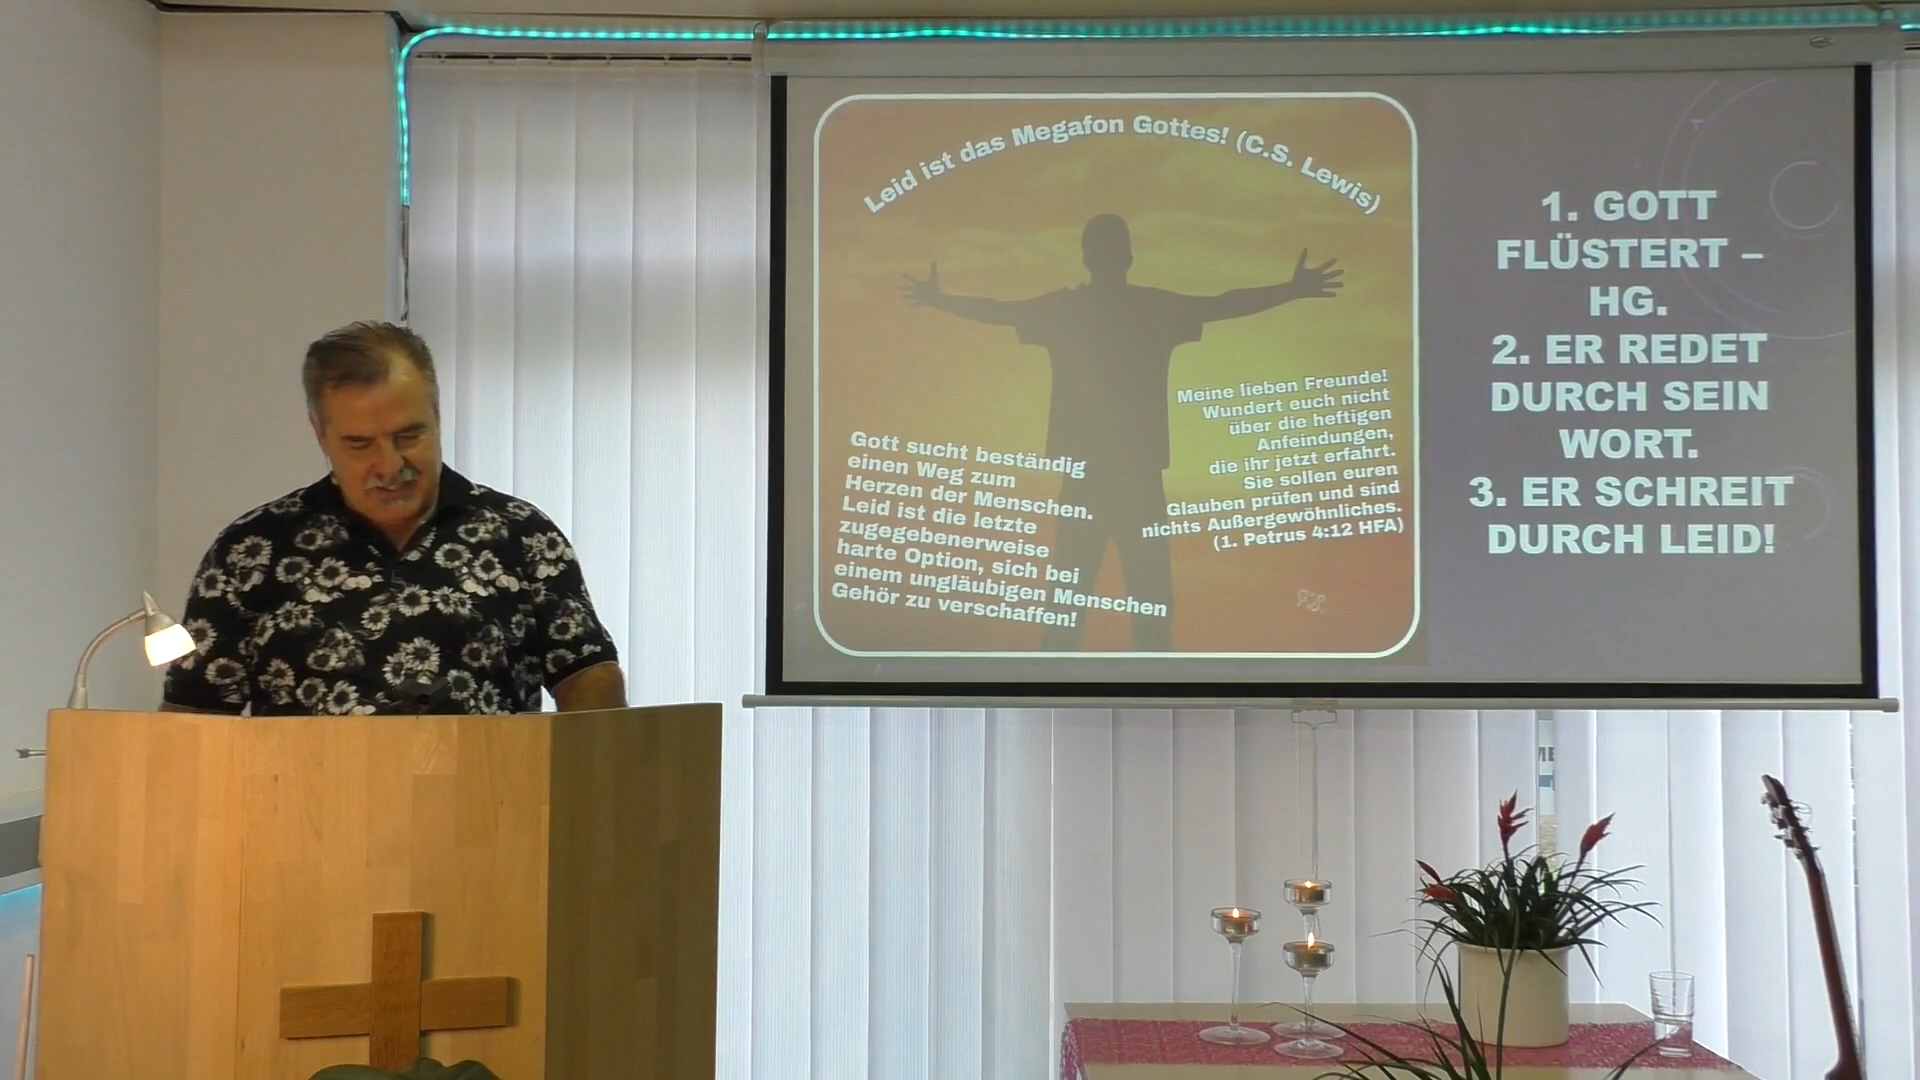 Leid ist das Megafon Gottes! (C.S. Lewis)
Gott sucht beständig
einen Weg zum
Herzen der Menschen.
Leid ist die letzte
zugegebenerweise
harte Option, sich bei
einem ungläubigen Menschen
Gehör zu verschaffen!
Meine lieben Freunde!
Wundert euch nicht
über die heftigen
Anfeindungen,
die ihr jetzt erfahrt.
Sie sollen euren
Glauben prüfen und sind
nichts Außergewöhnliches.
(1. Petrus 4:12 HFA)
1. GOTT
FLÜSTERT –
HG.
2. ER REDET
DURCH SEIN
WORT.
3. ER SCHREIT
DURCH LEID!